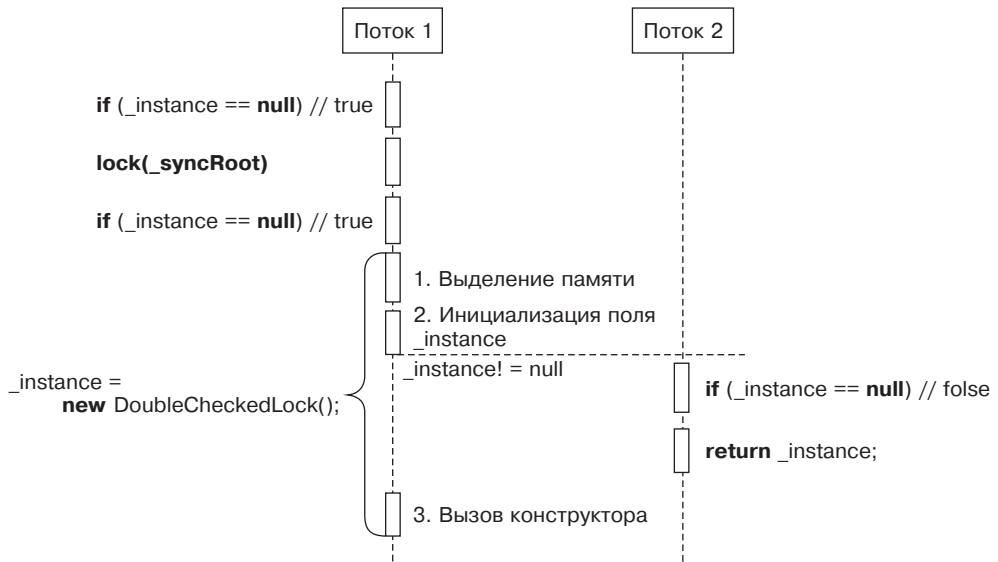 Поток 1
Поток 2
if (_instance == null) // true
lock(_syncRoot)
if (_instance == null) // true
1. Выделение памяти
2. Инициализация поля
_instance
_instance! = null
_instance =
new DoubleCheckedLock();
if (_instance == null) // folse
return _instance;
3. Вызов конструктора